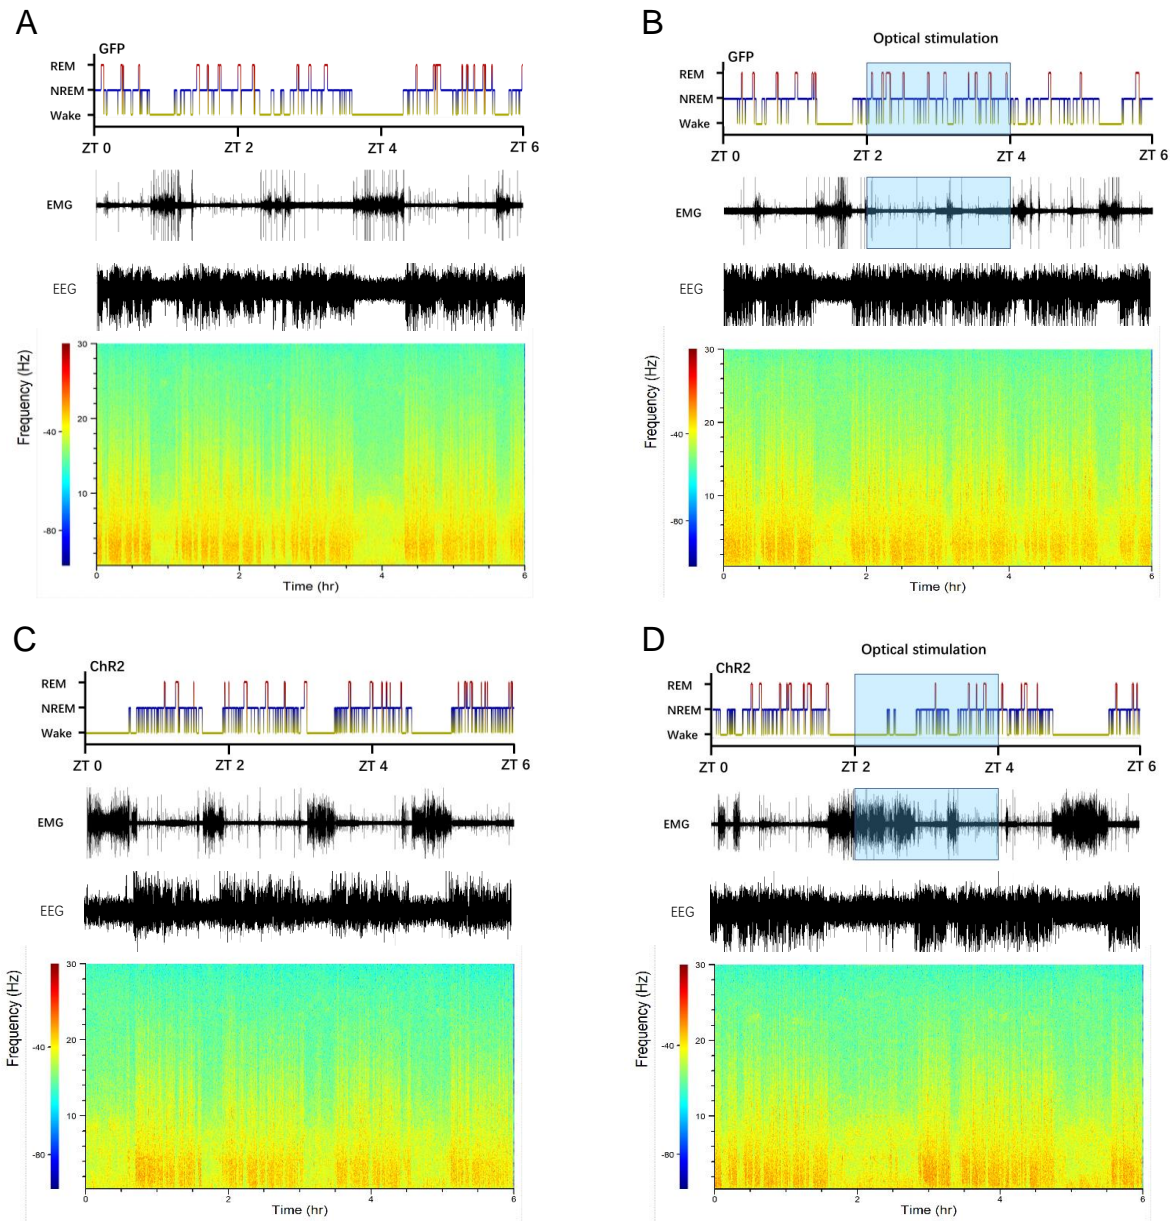 A
GFP
REM
NREM
Wake
ZT 0
ZT 2
ZT 4
ZT 6
EMG
EEG
Frequency (Hz)
30
20
10
-40
-80
0
2
4
6
Time (hr)
B
Optical stimulation
GFP
REM
NREM
Wake
ZT 0
ZT 2
ZT 4
ZT 6
EMG
EEG
Frequency (Hz)
30
20
10
-40
-80
0
2
4
6
Time (hr)
C
ChR2
REM
NREM
Wake
ZT 0
ZT 2
ZT 4
ZT 6
EMG
EEG
Frequency (Hz)
30
20
10
-40
-80
0
2
4
6
Time (hr)
D
Optical stimulation
ChR2
REM
NREM
Wake
ZT 0
ZT 2
ZT 4
ZT 6
EMG
EEG
Frequency (Hz)
30
20
10
-40
-80
0
2
4
6
Time (hr)